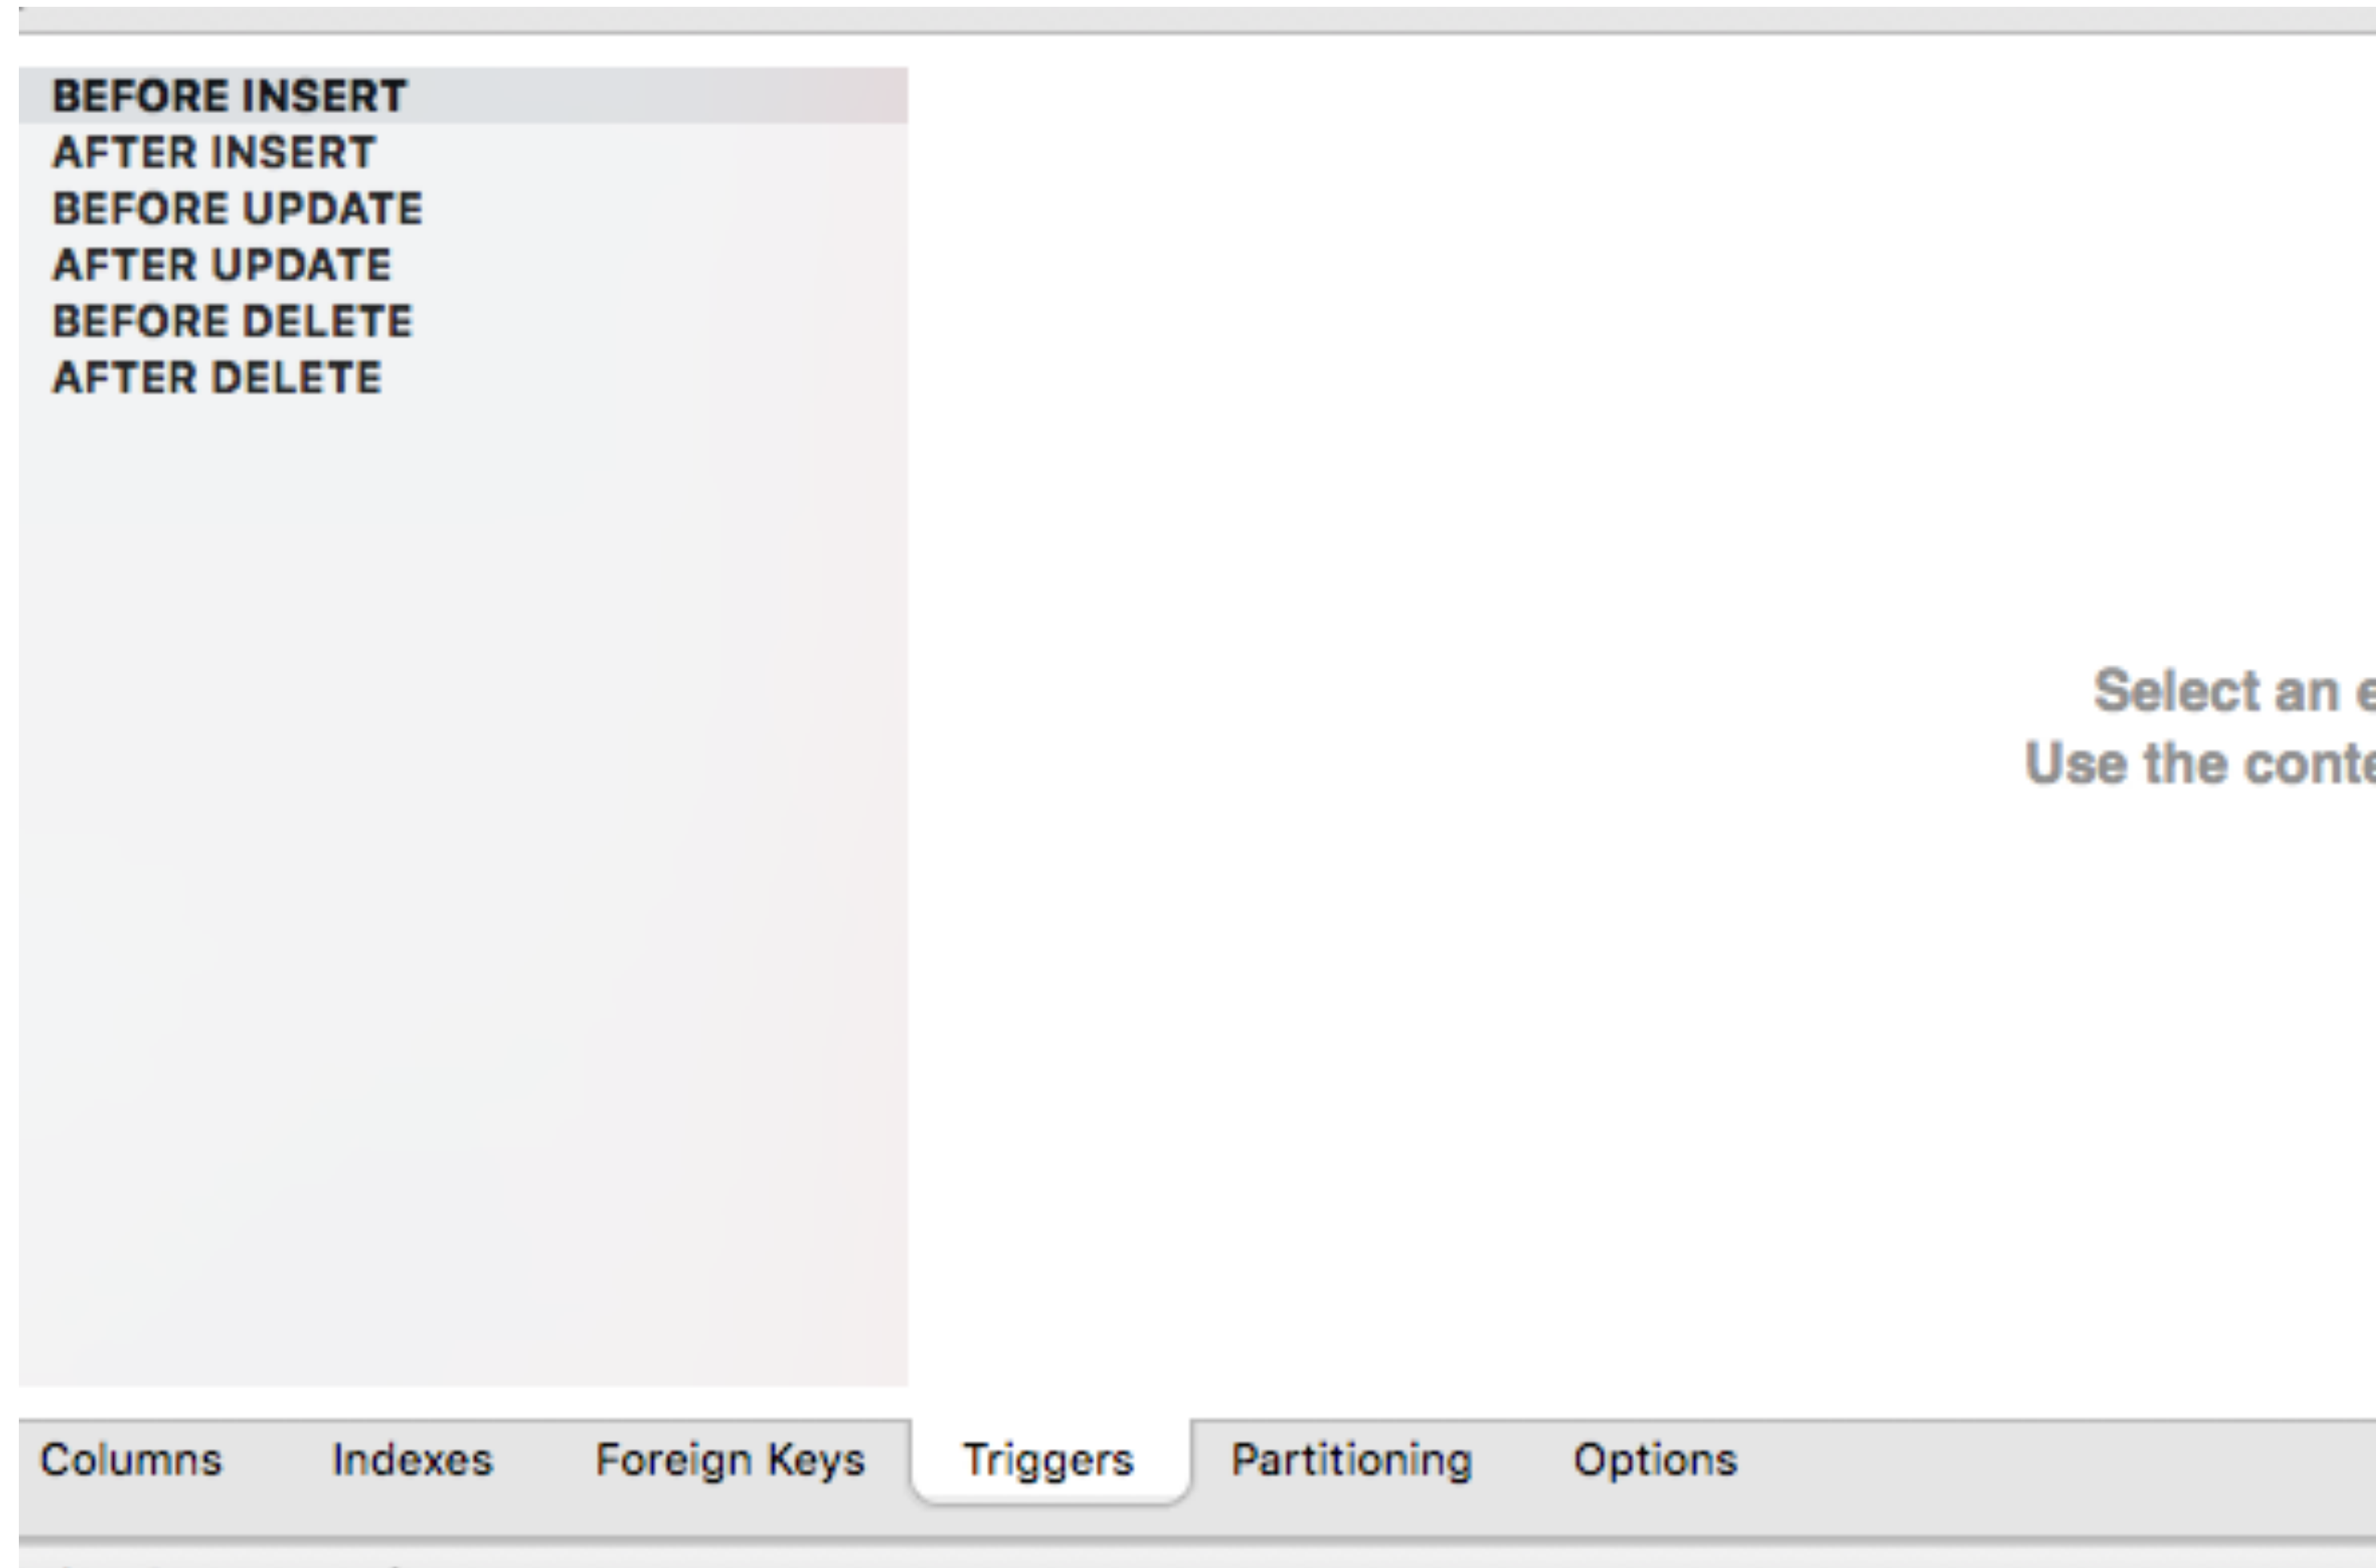 BEFORE INSERT
AFTER INSERT
BEFORE UPDATE
AFTER UPDATE
BEFORE DELETE
AFTER DELETE
Select an
Use the
Columns Indexes Foreign Keys Triggers Partitioning Options